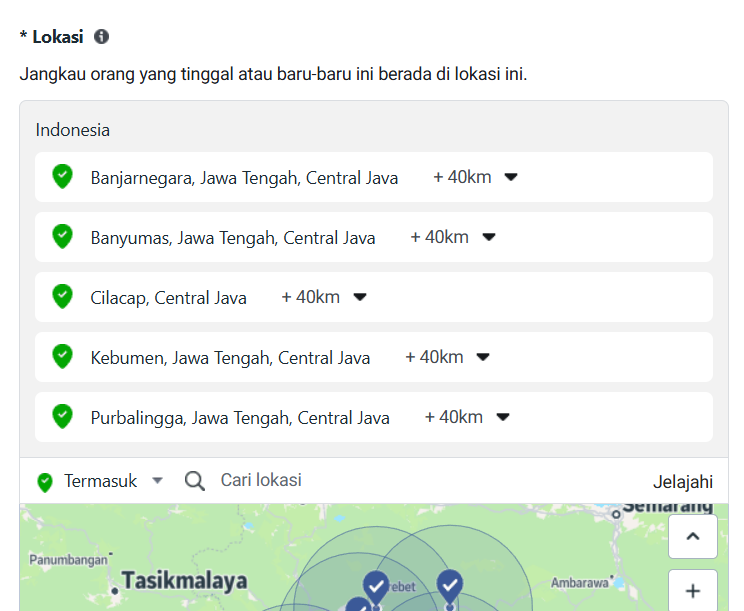 * Lokasi
Jangkau orang yang tinggal atau baru-baru ini berada di lokasi ini.
Indonesia
Banjarnegara, Jawa Tengah, Central Java + 40km
Banyumas, Jawa Tengah, Central Java + 40km
Cilacap, Central Java + 40km
Kebumen, Jawa Tengah, Central Java + 40km
Purbalingga, Jawa Tengah, Central Java + 40km
Termasuk Cari lokasi Jelajahi
Semarang
Panumbangan
Tasikmalaya
rebet
Ambarawa
+